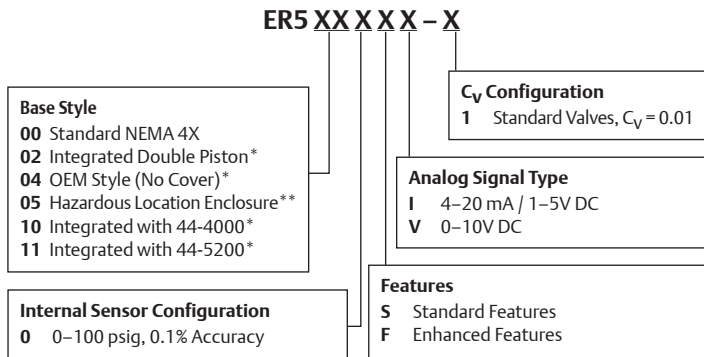 ER5 XX X X X – X
Base Style
00 Standard NEMA 4X
02 Integrated Double Piston*
04 OEM Style (No Cover)*
05 Hazardous Location Enclosure**
10 Integrated with 44-4000*
11 Integrated with 44-5200*
Internal Sensor Configuration
0 0–100 psig, 0.1% Accuracy
CV Configuration
1 Standard Valves, CV = 0.01
Analog Signal Type
I 4–20 mA / 1–5V DC
V 0–10V DC
Features
S Standard Features
F Enhanced Features